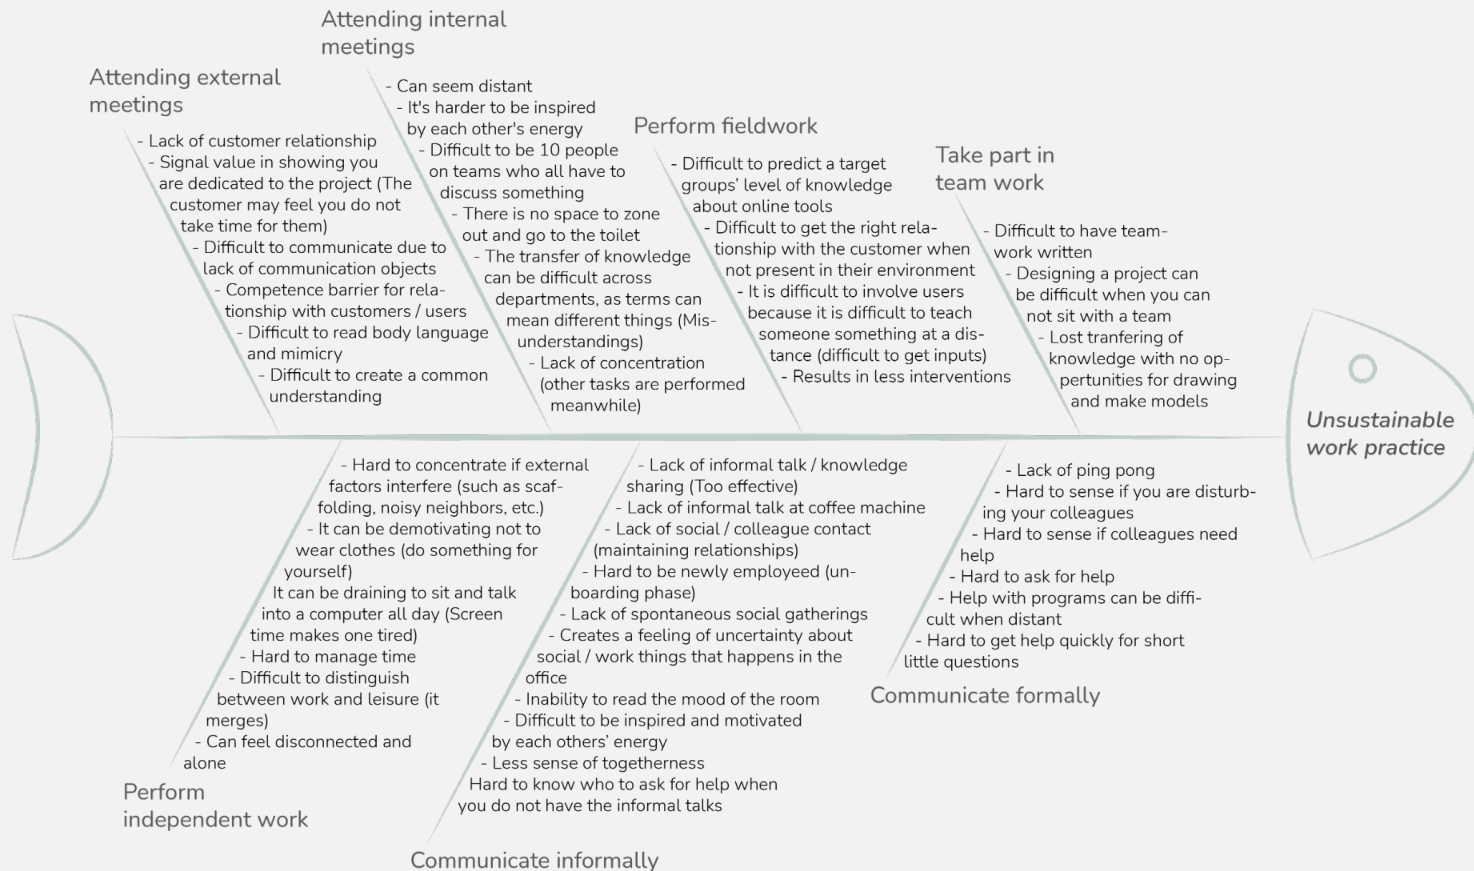 Attending internal
meetings
- Can seem distant
- It's harder to be inspired
by each other's energy
- Difficult to be 10 people
on teams who all have to
discuss something
- There is no space to zone
out and go to the toilet
- The transfer of knowledge
can be difficult across
departments, as terms can
mean different things (Mis-
understandings)
- Lack of concentration
(other tasks are performed
meanwhile)
Attending external
meetings
- Lack of customer relationship
- Signal value in showing you
are dedicated to the project (The
customer may feel you do not
take time for them)
- Difficult to communicate due to
lack of communication objects
- Competence barrier for rela-
tionship with customers / users
- Difficult to read body language
and mimicry
- Difficult to create a common
understanding
Perform fieldwork
- Difficult to predict a target
groups' level of knowledge
about online tools
- Difficult to get the right rela-
tionship with the customer when
not present in their environment
- It is difficult to involve users
because it is difficult to teach
someone something at a dis-
tance (difficult to get inputs)
- Results in less interventions
Take part in
team work
- Difficult to have team-
work written
- Designing a project can
be difficult when you can
not sit with a team
- Lost tranfering of
knowledge with no op-
pertunities for drawing
and make models
Unsustainable
work practice
- Hard to concentrate if external
factors interfere (such as scaf-
folding, noisy neighbors, etc.)
- It can be demotivating not to
wear clothes (do something for
yourself)
It can be draining to sit and talk
into a computer all day (Screen
time makes one tired)
- Hard to manage time
- Difficult to distinguish
between work and leisure (it
merges)
- Can feel disconnected and
alone
Perform
independent work
- Lack of informal talk / knowledge
sharing (Too effective)
- Lack of informal talk at coffee machine
- Lack of social / colleague contact
(maintaining relationships)
- Hard to be newly employeed (un-
boarding phase)
- Lack of spontaneous social gatherings
- Creates a feeling of uncertainty about
social / work things that happens in the
office
- Inability to read the mood of the room
- Difficult to be inspired and motivated
by each others' energy
- Less sense of togetherness
Hard to know who to ask for help when
you do not have the informal talks
Communicate informally
- Lack of ping pong
- Hard to sense if you are disturb-
ing your colleagues
- Hard to sense if colleagues need
help
- Hard to ask for help
- Help with programs can be diffi-
cult when distant
- Hard to get help quickly for short
little questions
Communicate formally